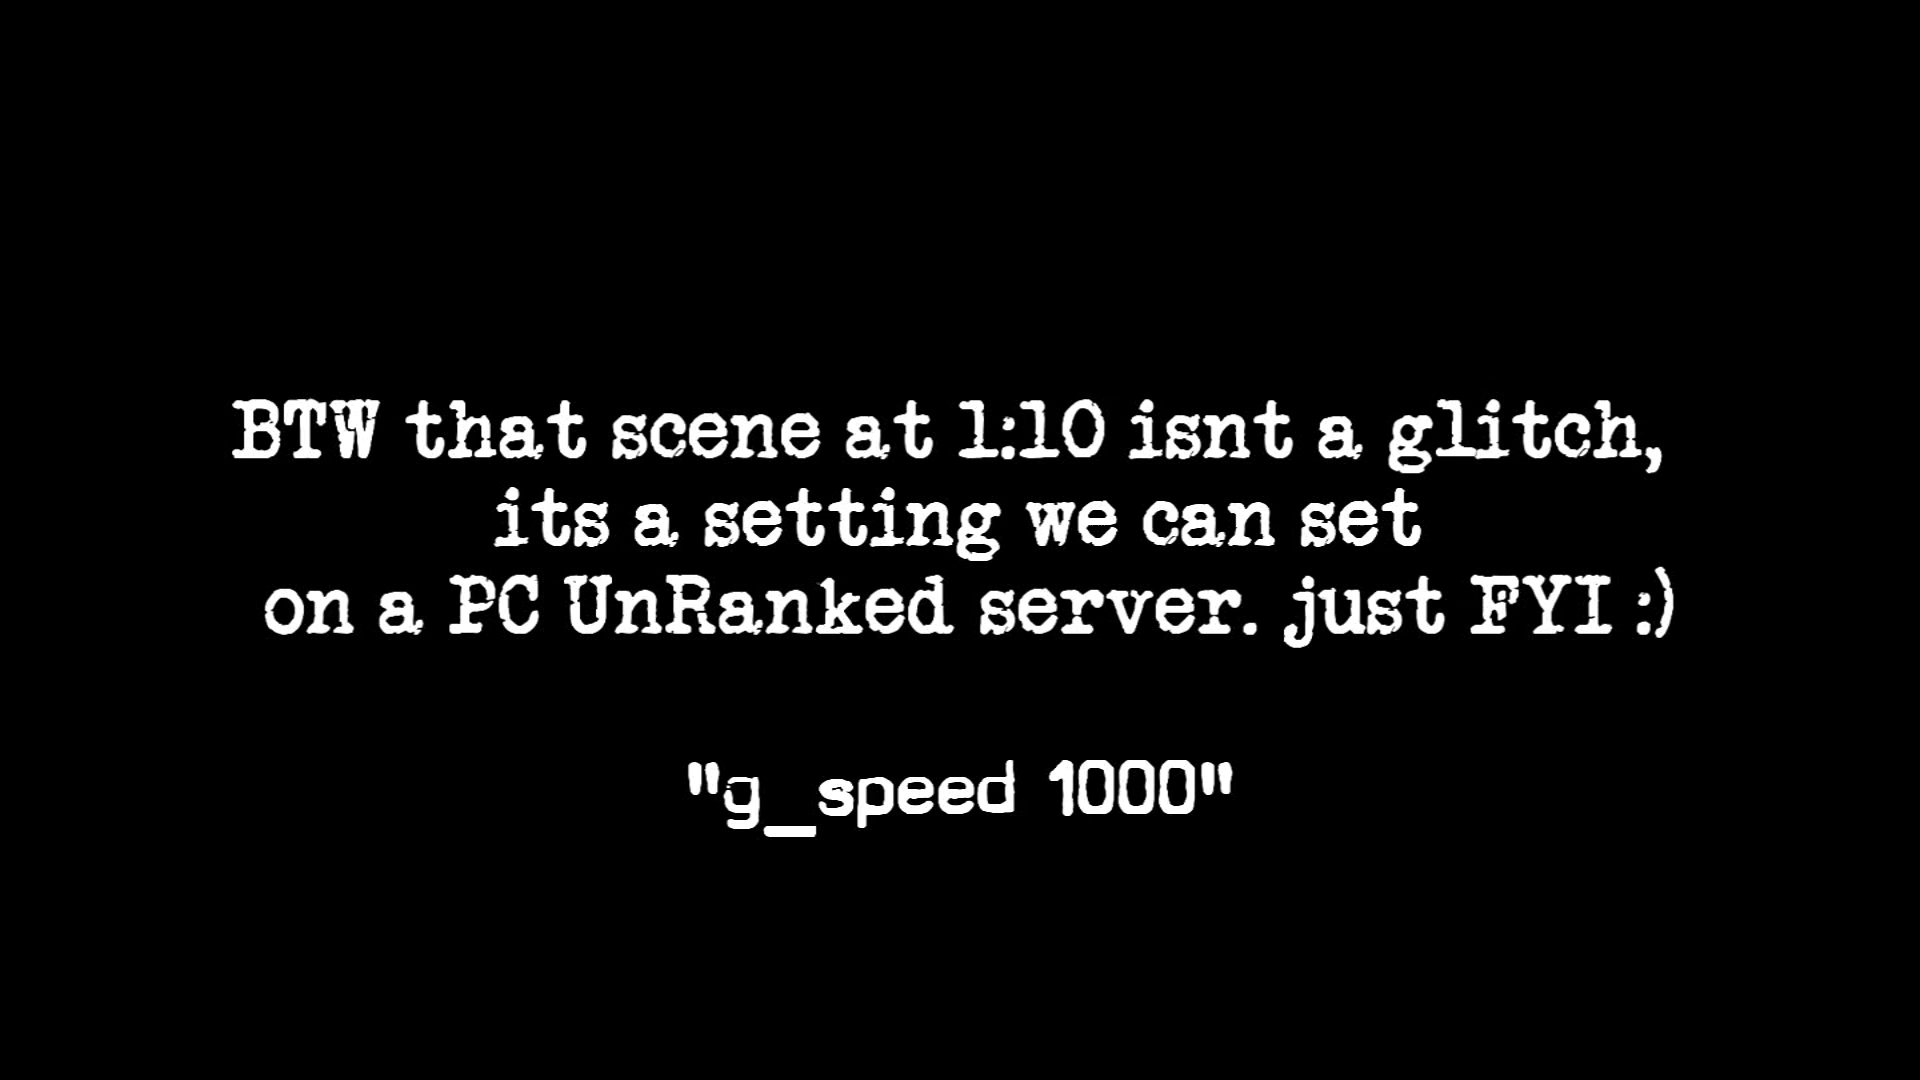 BTW that scene at 1:10 isnt a glitch,
its a setting we can set
on a PC UnRanked server. just FYI :)
"g_speed 1000"